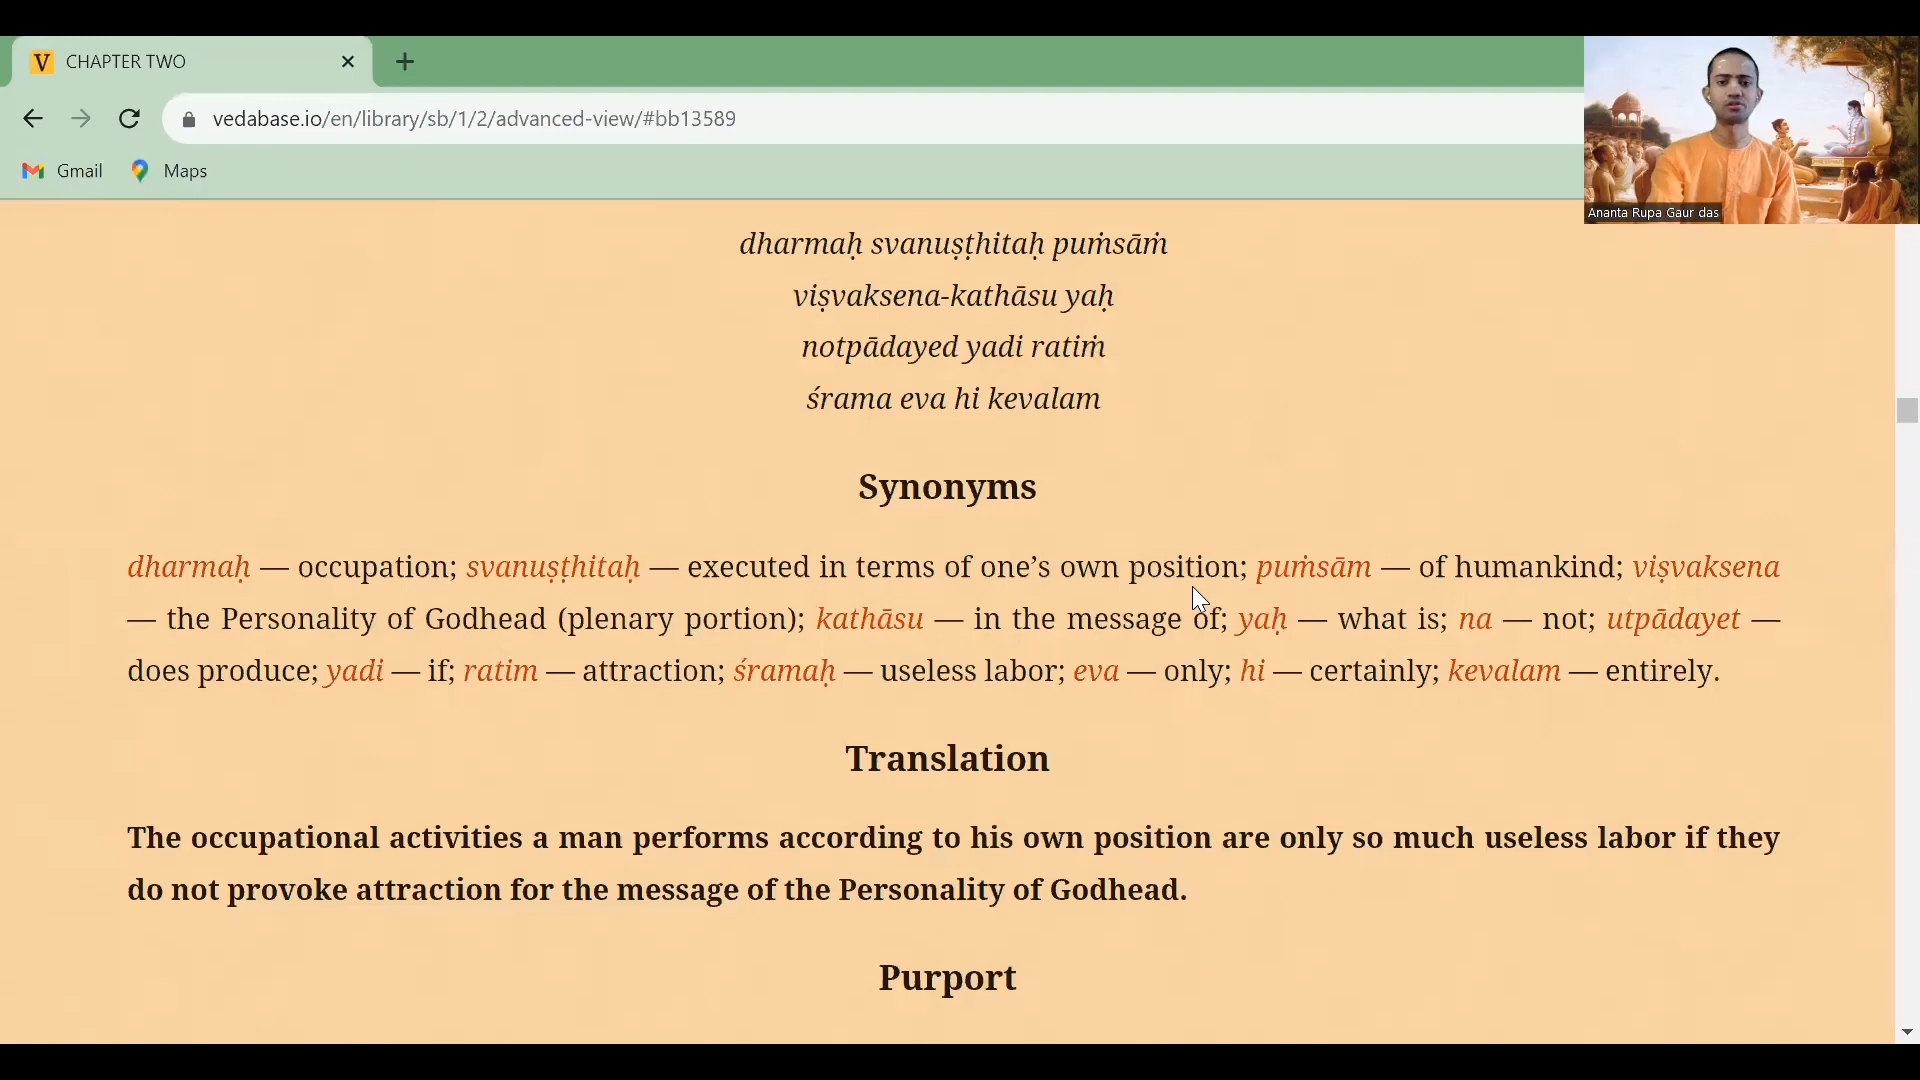 V CHAPTER TWO
vedabase.io/en/library/sb/1/2/advanced-view/#bb13589
Gmail Maps
Ananta Rupa Gaur das
dharmaḥ svanuṣṭhitaḥ puṁsāṁ
viṣvaksena-kathāsu yaḥ
notpādayed yadi ratiṁ
śrama eva hi kevalam
Synonyms
dharmaḥ — occupation; svanuṣṭhitaḥ — executed in terms of one’s own position; puṁsām — of humankind; viṣvaksena
— the Personality of Godhead (plenary portion); kathāsu — in the message of; yaḥ — what is; na — not; utpādayet —
does produce; yadi — if; ratim — attraction; śramaḥ — useless labor; eva — only; hi — certainly; kevalam — entirely.
Translation
The occupational activities a man performs according to his own position are only so much useless labor if they
do not provoke attraction for the message of the Personality of Godhead.
Purport